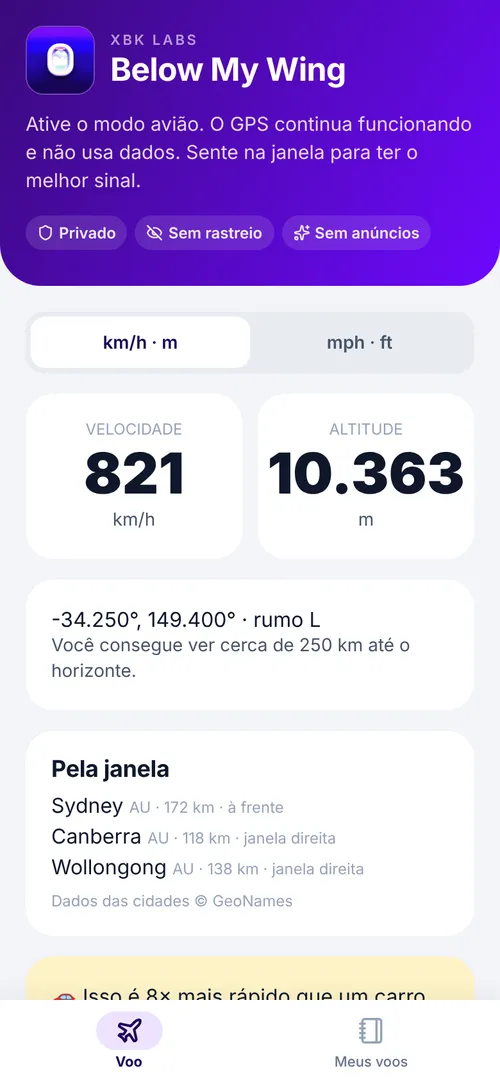 XBK LABS
Below My Wing
Ative o modo avião. O GPS continua funcionando
e não usa dados. Sente na janela para ter o
melhor sinal.
Privado
Sem rastreio
Sem anúncios
km/h · m
mph · ft
VELOCIDADE
ALTITUDE
821
10.363
km/h
m
-34.250°, 149.400° · rumo L
Você consegue ver cerca de 250 km até o
horizonte.
Pela janela
Sydney AU · 172 km · à frente
Canberra AU · 118 km · janela direita
Wollongong AU · 138 km · janela direita
Dados das cidades © GeoNames
🚗 Isso é 8× mais rápido que um carro
Voo
Meus voos